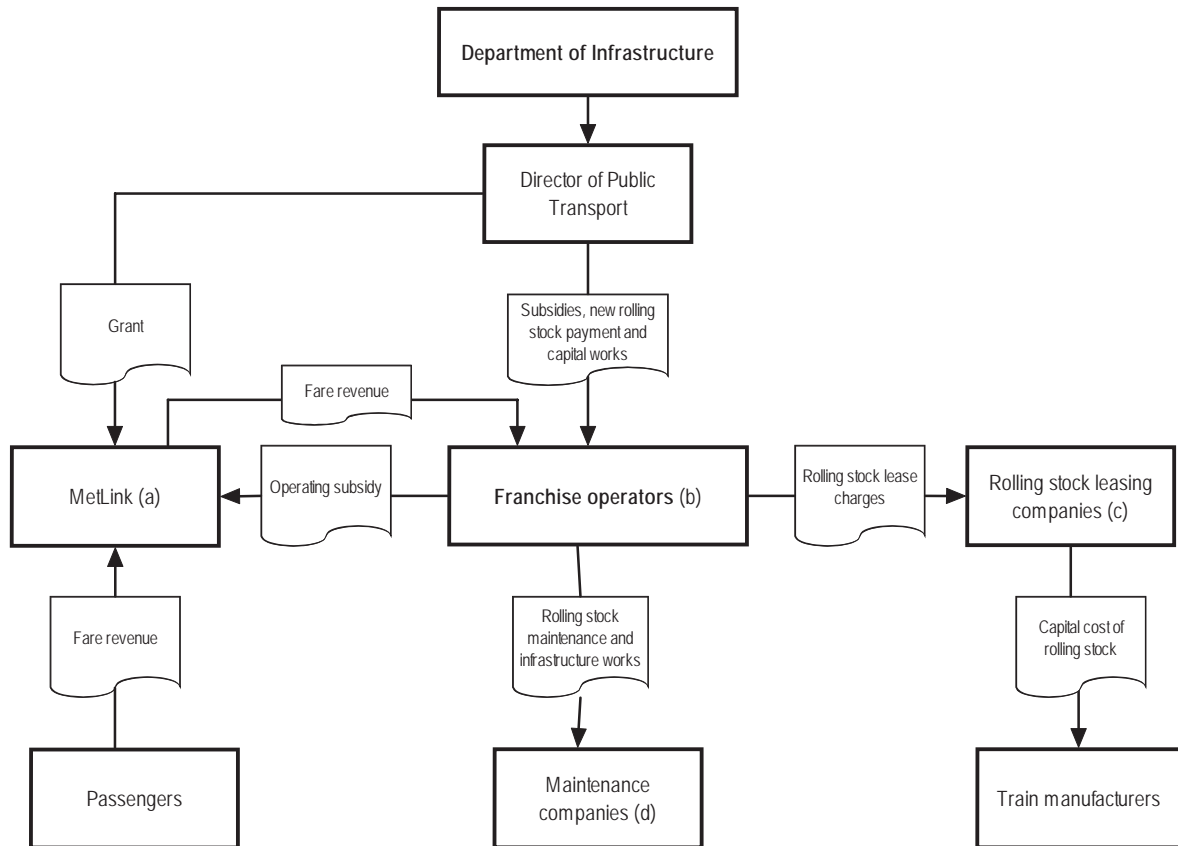 Department of Infrastructure
Director of Public
Transport
Grant
Subsidies, new rolling
stock payment and
capital works
Fare revenue
MetLink (a)
Operating subsidy
Franchise operators (b)
Rolling stock lease
charges
Rolling stock leasing
companies (c)
Fare revenue
Rolling stock
maintenance and
infrastructure works
Capital cost of
rolling stock
Passengers
Maintenance
companies (d)
Train manufacturers